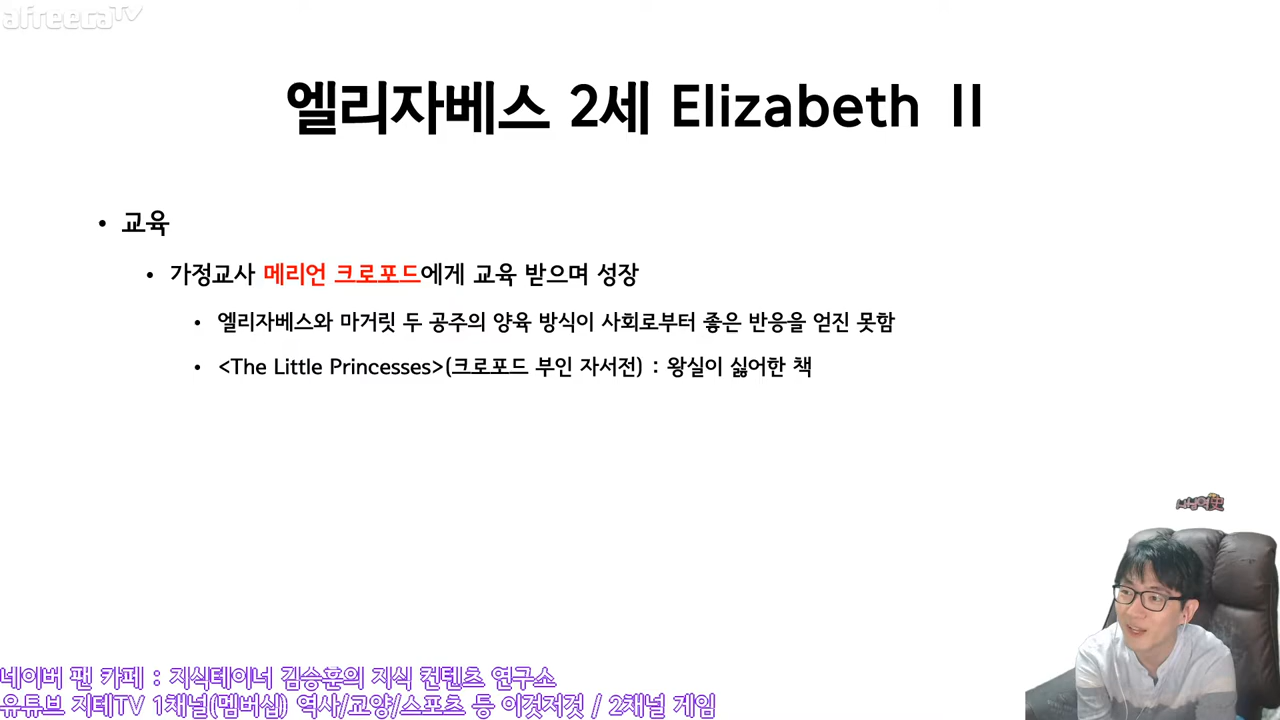 afreecaTV
엘리자베스 2세 Elizabeth Ⅱ
• 교육
• 가정교사 메리언 크로포드에게 교육 받으며 성장
• 엘리자베스와 마거릿 두 공주의 양육 방식이 사회로부터 좋은 반응을 얻진 못함
• <The Little Princesses>(크로포드 부인 자서전) : 왕실이 싫어한 책
네이버 팬 카페 : 지식테이너 김승훈의 지식 컨텐츠 연구소
유튜브 지테TV 1채널(멤버십) 역사/교양/스포츠 등 이것저것 / 2채널 게임